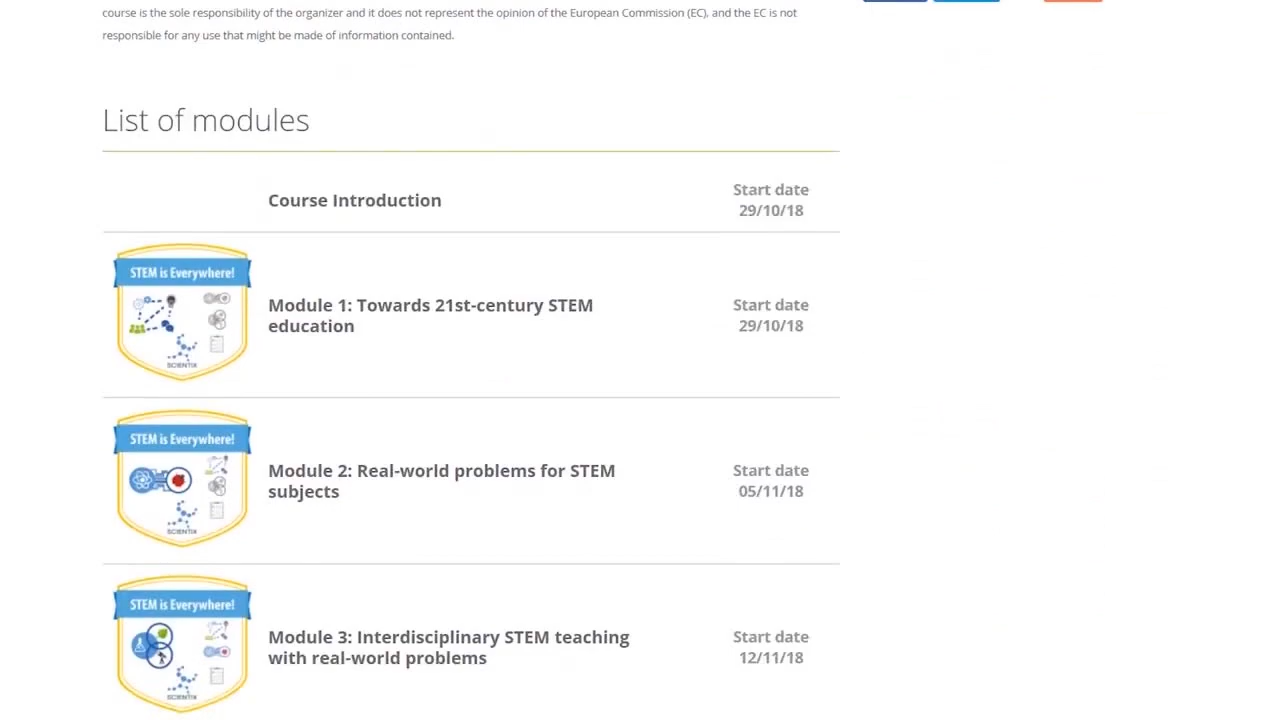 course is the sole responsibility of the organizer and it does not represent the opinion of the European Commission (EC), and the EC is not
responsible for any use that might be made of information contained.
List of modules
Course Introduction
Start date
29/10/18
STEM is Everywhere!
SCIENTIX
Module 1: Towards 21st-century STEM
education
Start date
29/10/18
STEM is Everywhere!
SCIENTIX
Module 2: Real-world problems for STEM
subjects
Start date
05/11/18
STEM is Everywhere!
SCIENTIX
Module 3: Interdisciplinary STEM teaching
with real-world problems
Start date
12/11/18